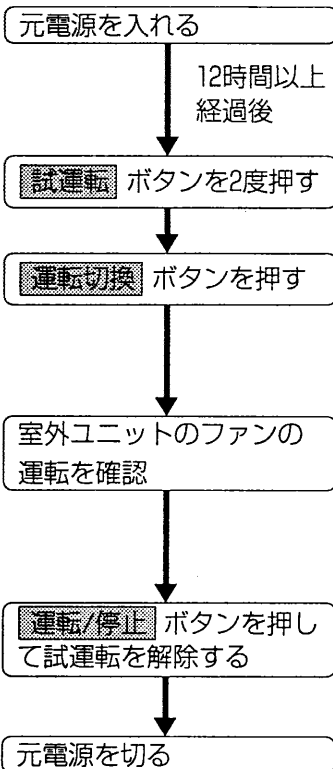 元電源を入れる
12時間以上
経過後
試運転 ボタンを2度押す
運転切換 ボタンを押す
室外ユニットのファンの
運転を確認
運転/停止 ボタンを押し
て試運転を解除する
元電源を切る